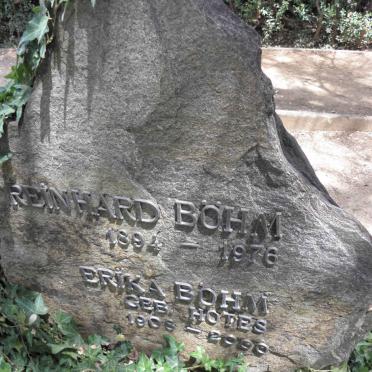 REINHARD BÖHM
1894 – 1976
ERIKA BÖHM
GEB. HOTES
1908 – 2000